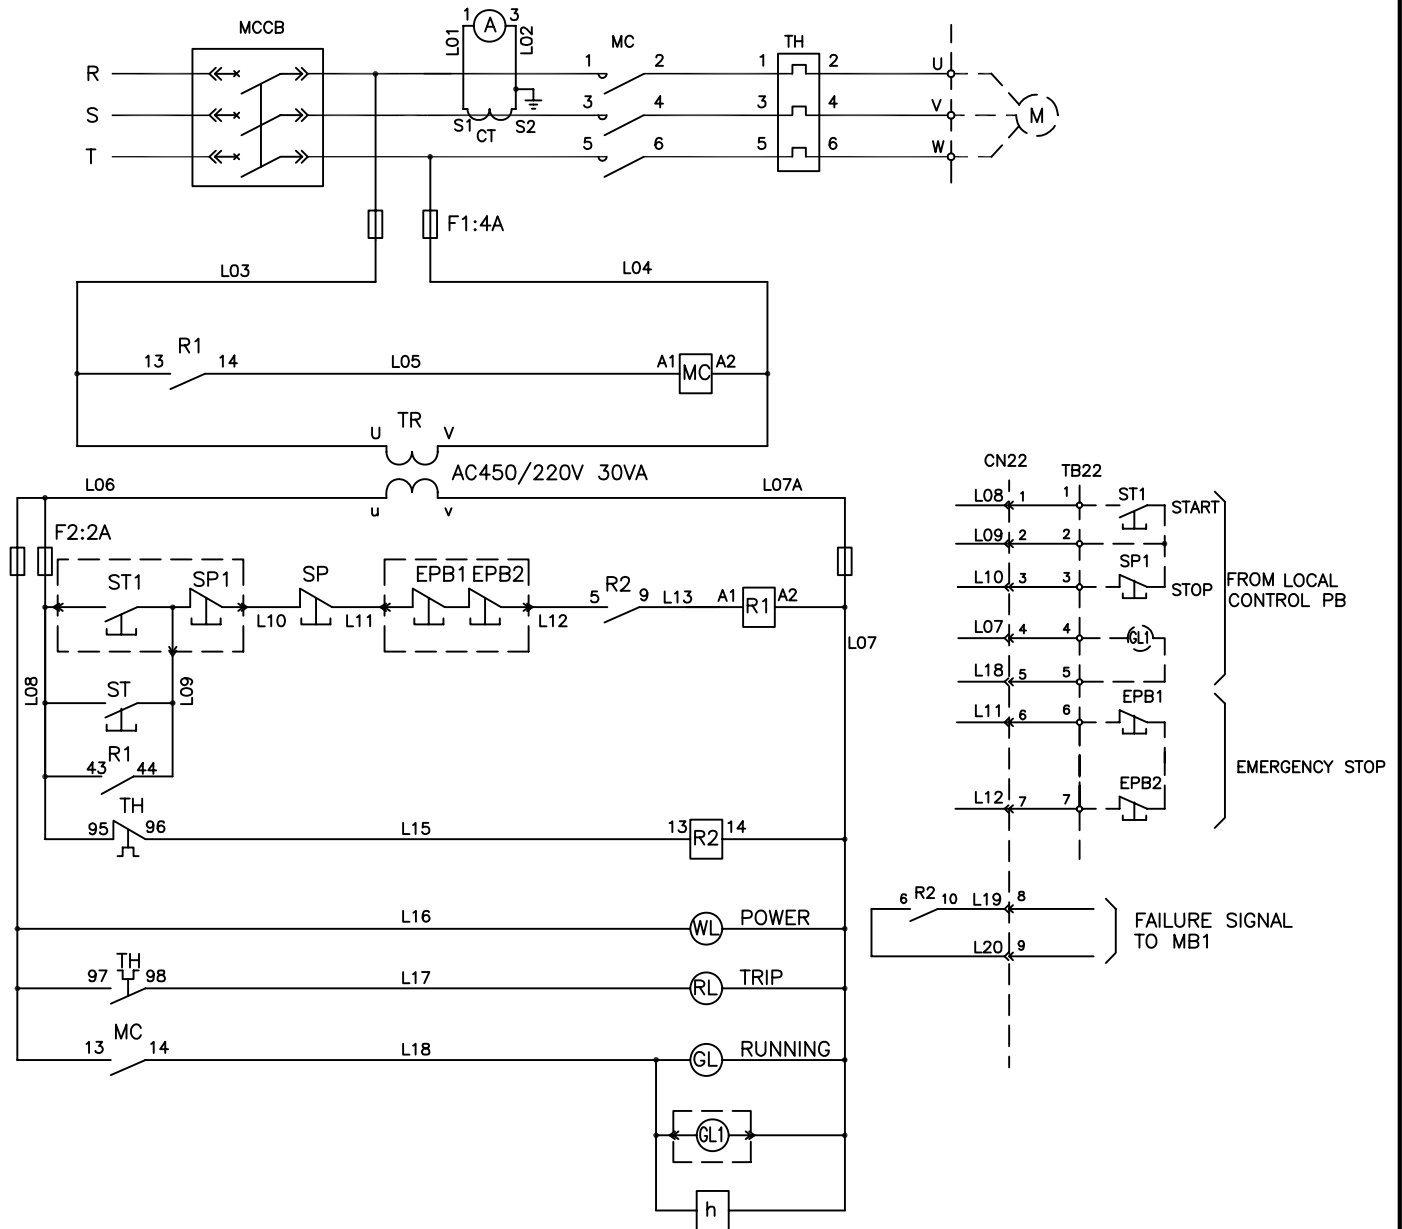 MCCB
1 A 3
L01
L02
MC
TH
R
1 2
1 2
U
S
S1 CT S2
3 4
3 4
V
M
T
5 6
5 6
W
F1:4A
L03
L04
R1
13 14
L05
A1 MC A2
TR
U V
AC450/220V 30VA
L06
L07A
u v
F2:2A
ST1
SP1
SP
EPB1 EPB2
R2
L10
L11
L12
5 9
L13
A1 R1 A2
L07
L08
ST
L09
R1
43 44
TH
95 96
L15
13 R2 14
L16
WL
POWER
TH
97 98
L17
RL
TRIP
MC
13 14
L18
GL
RUNNING
GL1
h
CN22
TB22
L08 1 1 ST1 START
L09 2 2
L10 3 3 SP1 STOP
FROM LOCAL
CONTROL PB
L07 4 4 GL1
L18 5 5
L11 6 6 EPB1
EMERGENCY STOP
L12 7 7 EPB2
6 R2 10 L19 8
L20 9
FAILURE SIGNAL
TO MB1